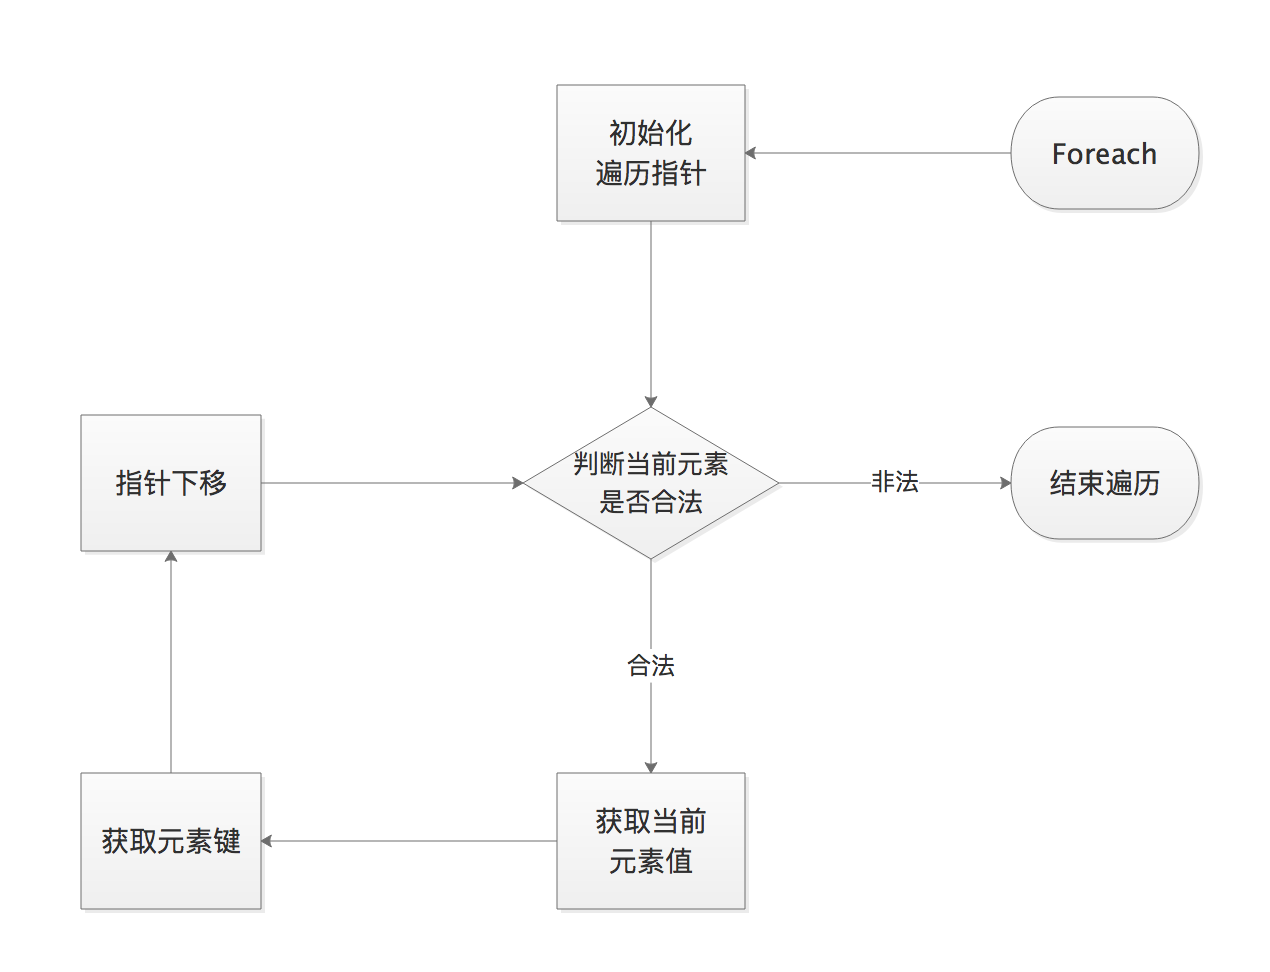 初始化
遍历指针
Foreach
指针下移
判断当前元素
是否合法
非法
结束遍历
合法
获取元素键
获取当前
元素值